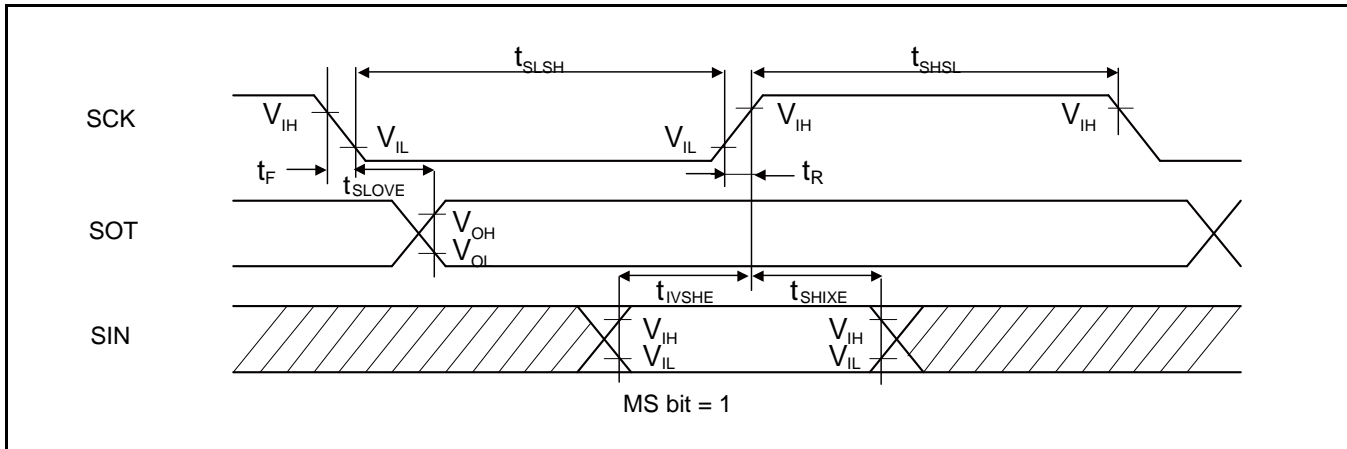 tSLSH tSHSL
SCK VIH VIL VIL VIH VIH
tF tSLOVE tR
SOT VOH
VOL
tIVSHE tSHIXE
SIN VIH VIH
VIL VIL
MS bit = 1